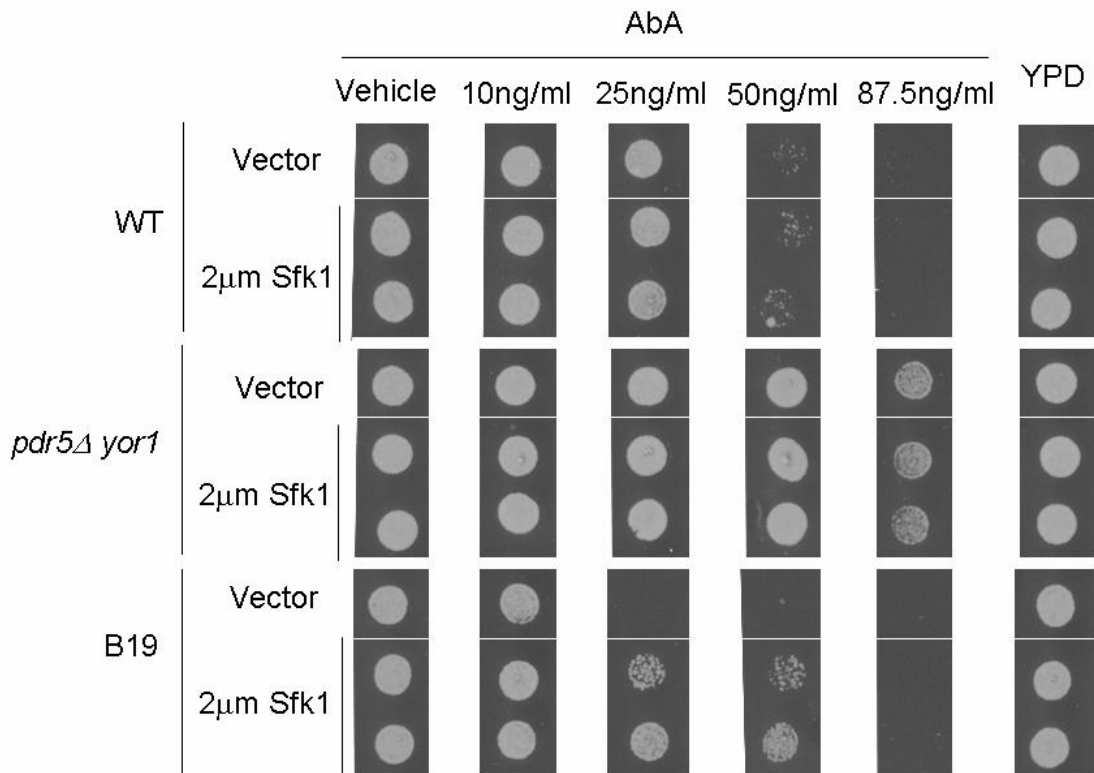 AbA
YPD
Vehicle 10ng/ml 25ng/ml 50ng/ml 87.5ng/ml
Vector
WT
2μm Sfk1
Vector
pdr5Δ yor1
2μm Sfk1
Vector
B19
2μm Sfk1